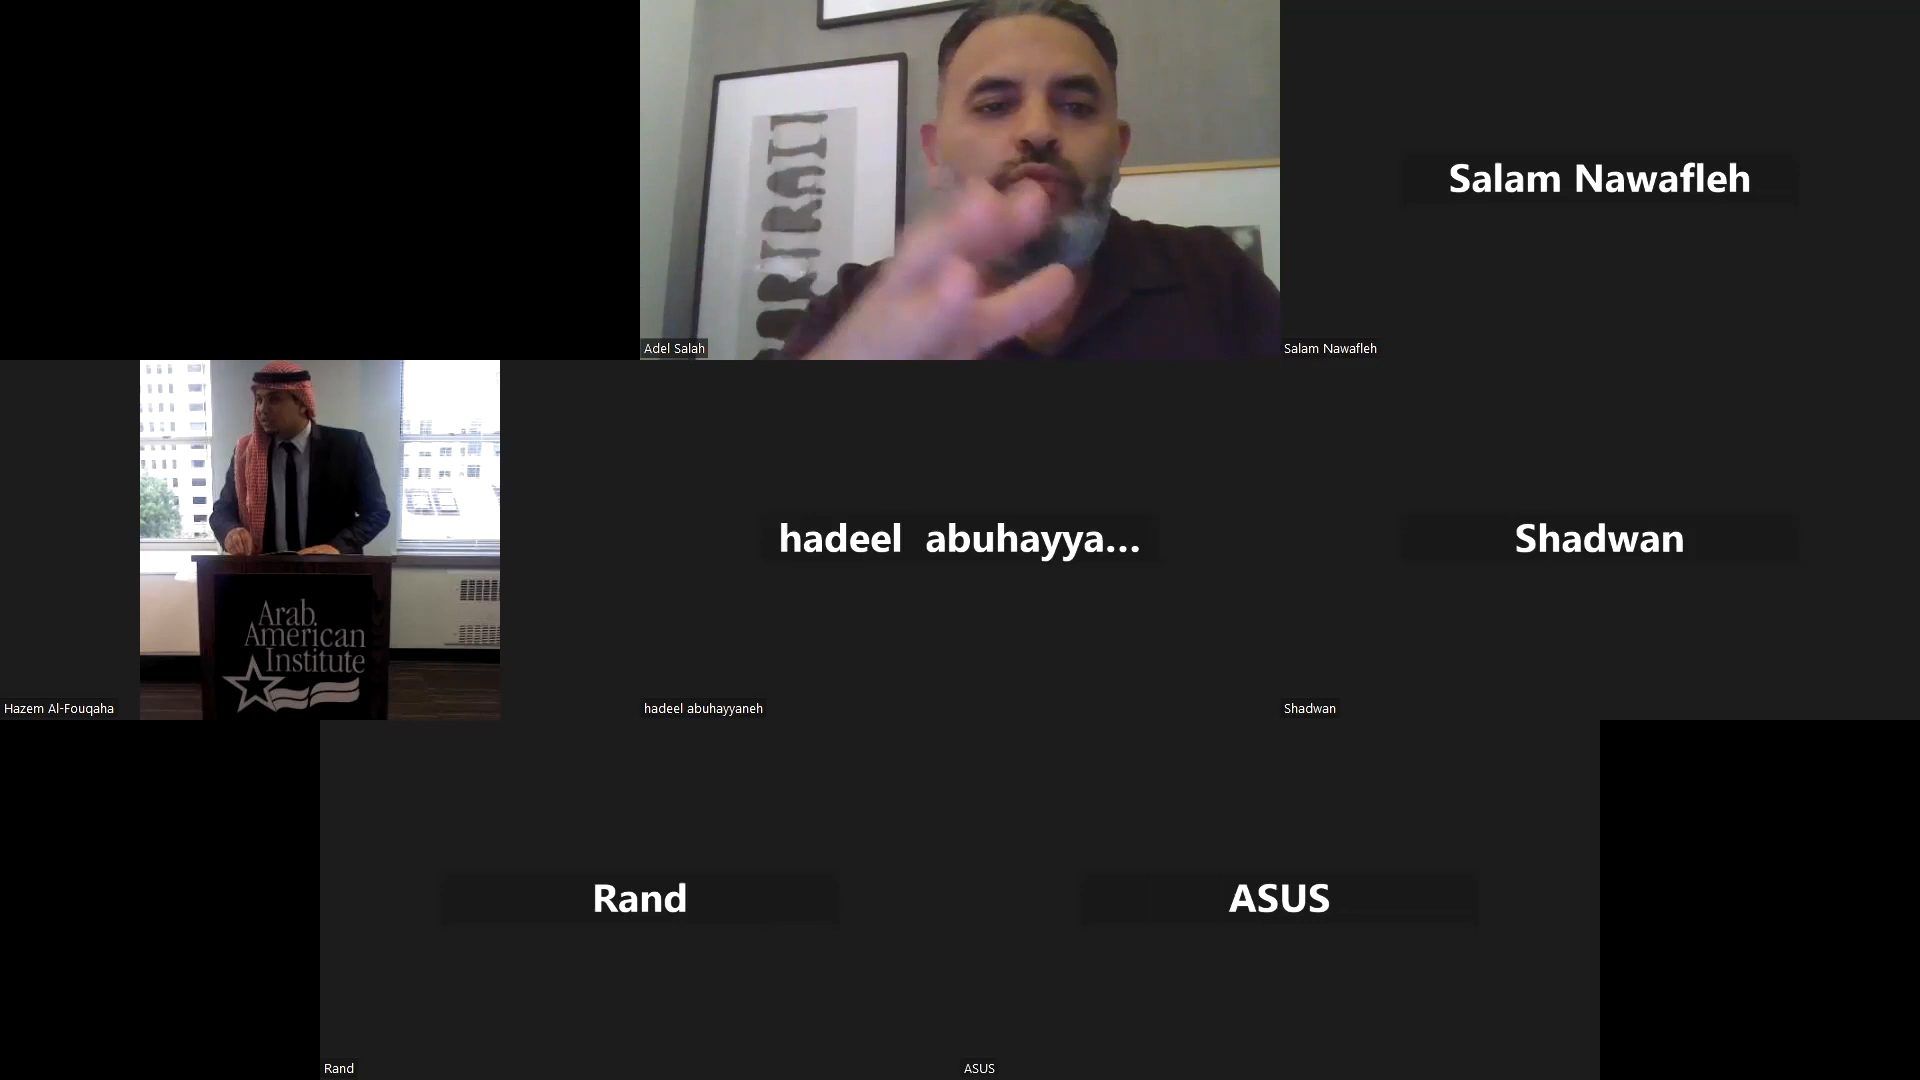 Salam Nawafleh
Adel Salah
Salam Nawafleh
hadeel abuhayya...
Shadwan
Arab
American
Institute
Hazem Al-Fouqaha
hadeel abuhayyaneh
Shadwan
Rand
ASUS
Rand
ASUS